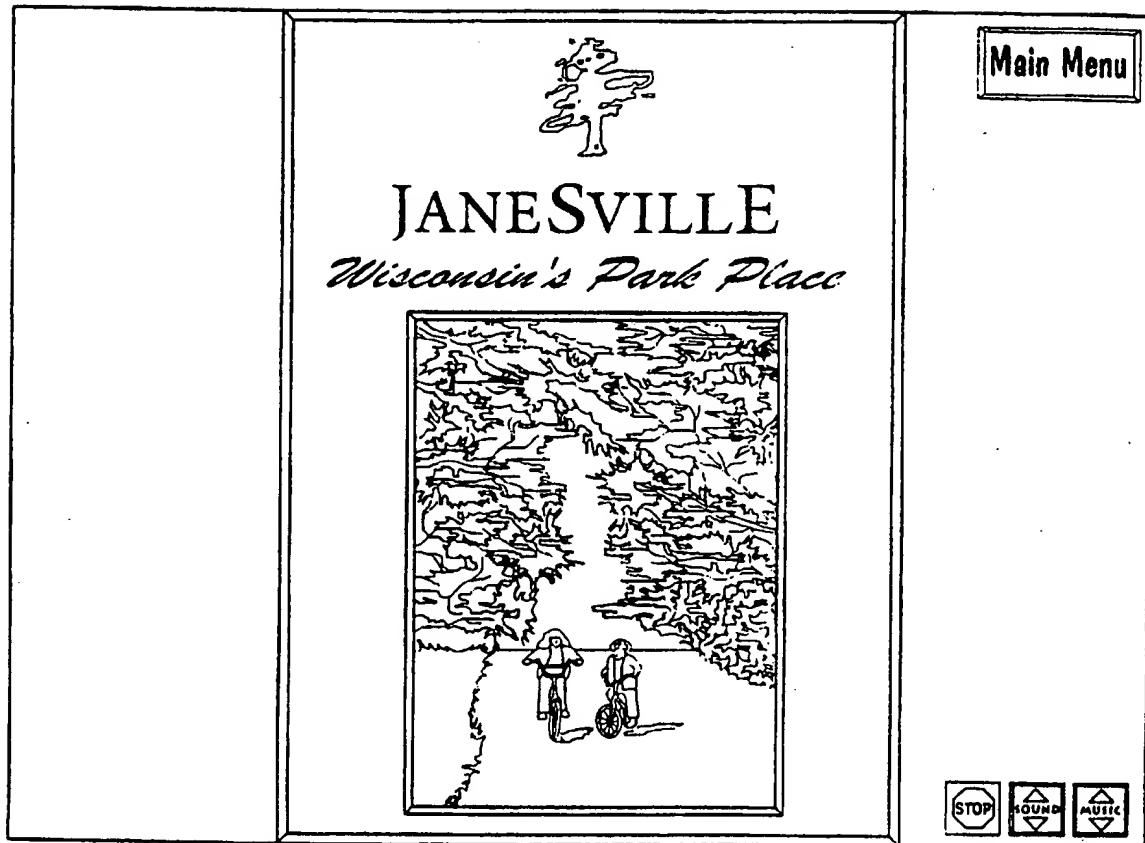 Main Menu
JANESVILLE
Wisconsin's Park Place
STOP
SOUND
MUSIC